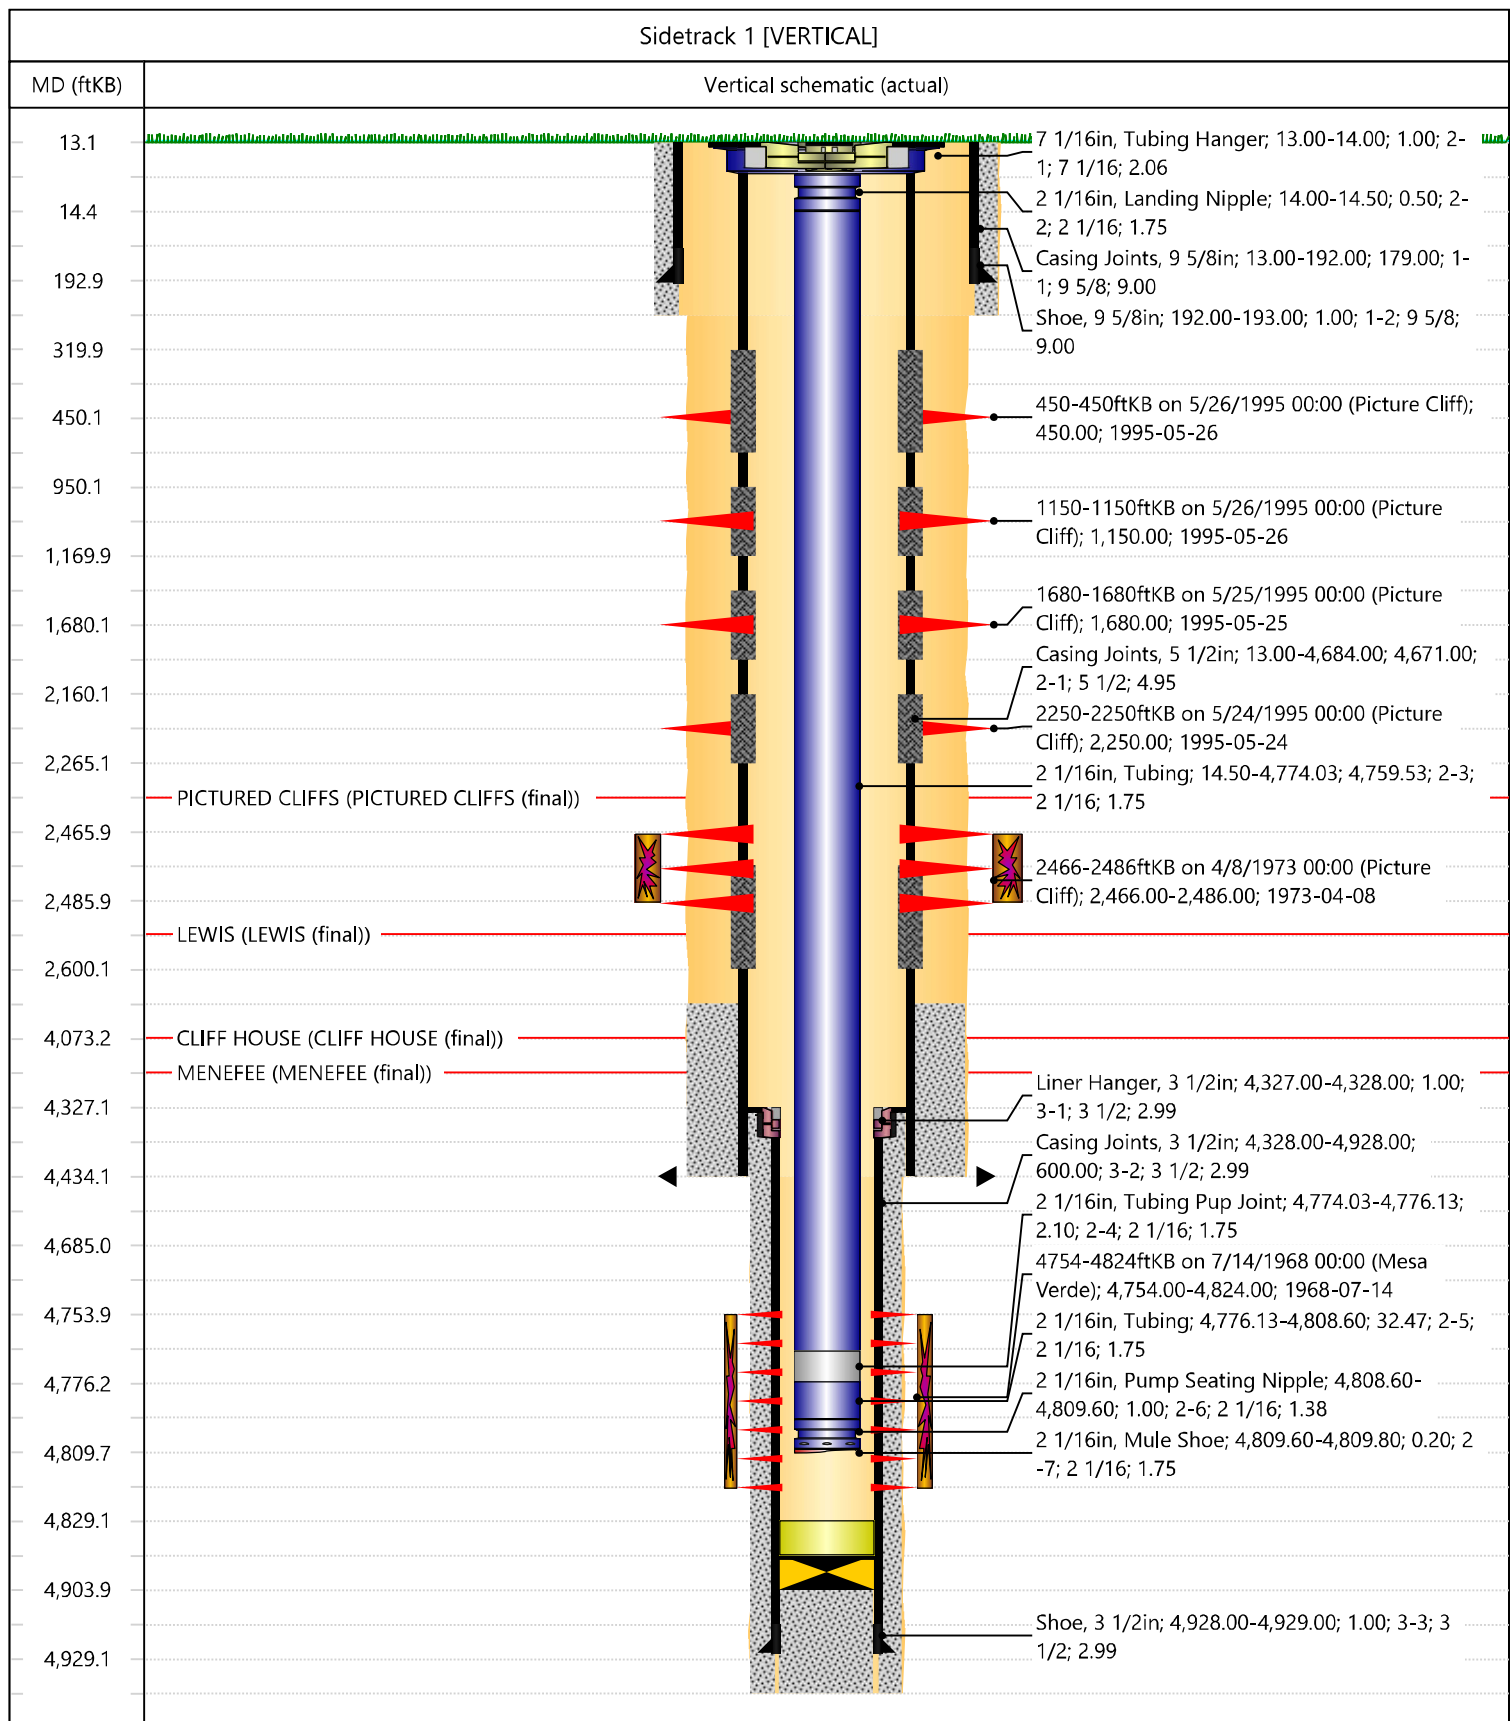 Sidetrack 1 [VERTICAL]
MD (ftKB)
Vertical schematic (actual)
13.1
14.4
192.9
319.9
450.1
950.1
1,169.9
1,680.1
2,160.1
2,265.1
2,465.9
2,485.9
2,600.1
4,073.2
4,327.1
4,434.1
4,685.0
4,753.9
4,776.2
4,809.7
4,829.1
4,903.9
4,929.1
PICTURED CLIFFS (PICTURED CLIFFS (final))
LEWIS (LEWIS (final))
CLIFF HOUSE (CLIFF HOUSE (final))
MENEFEE (MENEFEE (final))
7 1/16in, Tubing Hanger; 13.00-14.00; 1.00; 2-
1; 7 1/16; 2.06
2 1/16in, Landing Nipple; 14.00-14.50; 0.50; 2-
2; 2 1/16; 1.75
Casing Joints, 9 5/8in; 13.00-192.00; 179.00; 1-
1; 9 5/8; 9.00
Shoe, 9 5/8in; 192.00-193.00; 1.00; 1-2; 9 5/8;
9.00
450-450ftKB on 5/26/1995 00:00 (Picture Cliff);
450.00; 1995-05-26
1150-1150ftKB on 5/26/1995 00:00 (Picture
Cliff); 1,150.00; 1995-05-26
1680-1680ftKB on 5/25/1995 00:00 (Picture
Cliff); 1,680.00; 1995-05-25
Casing Joints, 5 1/2in; 13.00-4,684.00; 4,671.00;
2-1; 5 1/2; 4.95
2250-2250ftKB on 5/24/1995 00:00 (Picture
Cliff); 2,250.00; 1995-05-24
2 1/16in, Tubing; 14.50-4,774.03; 4,759.53; 2-3;
2 1/16; 1.75
2466-2486ftKB on 4/8/1973 00:00 (Picture
Cliff); 2,466.00-2,486.00; 1973-04-08
Liner Hanger, 3 1/2in; 4,327.00-4,328.00; 1.00;
3-1; 3 1/2; 2.99
Casing Joints, 3 1/2in; 4,328.00-4,928.00;
600.00; 3-2; 3 1/2; 2.99
2 1/16in, Tubing Pup Joint; 4,774.03-4,776.13;
2.10; 2-4; 2 1/16; 1.75
4754-4824ftKB on 7/14/1968 00:00 (Mesa
Verde); 4,754.00-4,824.00; 1968-07-14
2 1/16in, Tubing; 4,776.13-4,808.60; 32.47; 2-5;
2 1/16; 1.75
2 1/16in, Pump Seating Nipple; 4,808.60-
4,809.60; 1.00; 2-6; 2 1/16; 1.38
2 1/16in, Mule Shoe; 4,809.60-4,809.80; 0.20; 2
-7; 2 1/16; 1.75
Shoe, 3 1/2in; 4,928.00-4,929.00; 1.00; 3-3; 3
1/2; 2.99